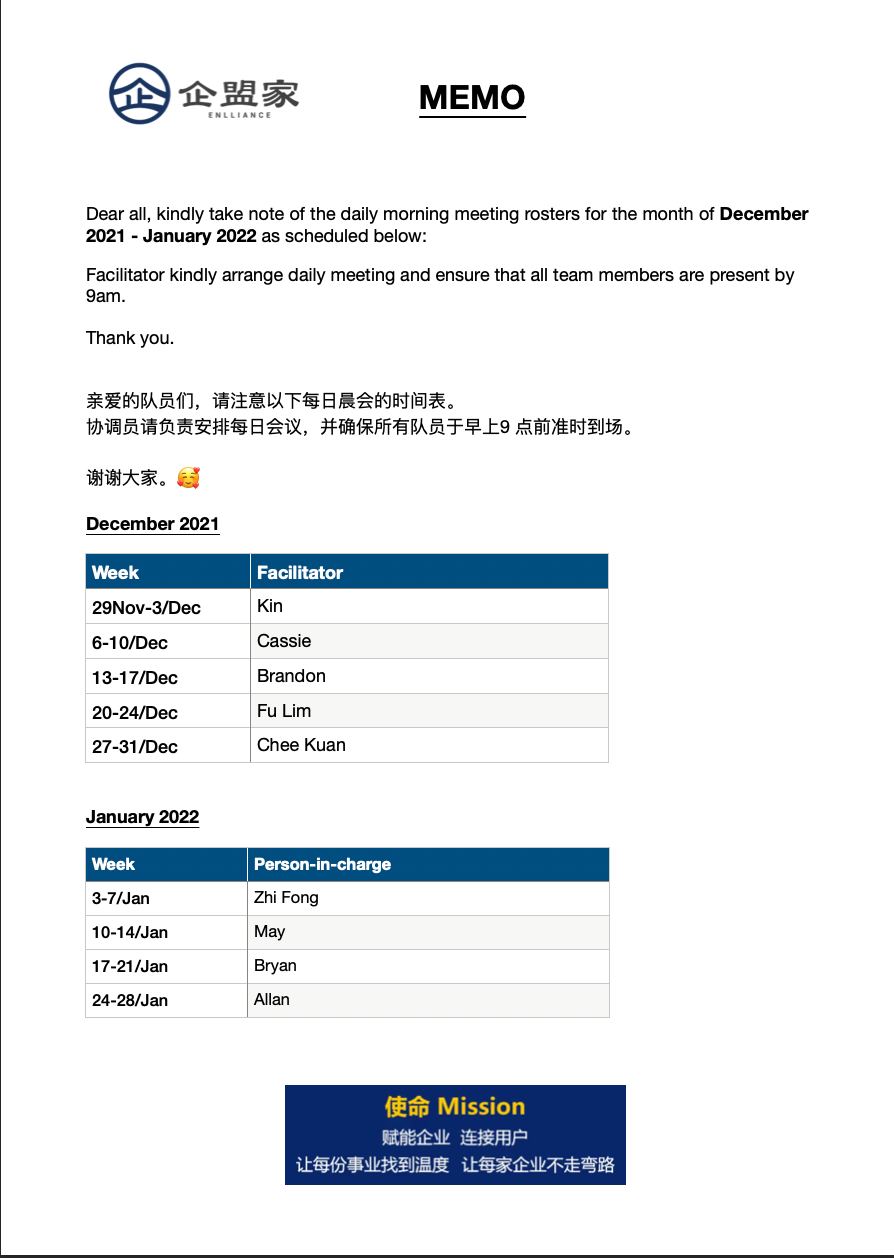 企盟家
ENLLIANCE
MEMO
Dear all, kindly take note of the daily morning meeting rosters for the month of December
2021 - January 2022 as scheduled below:
Facilitator kindly arrange daily meeting and ensure that all team members are present by
9am.
Thank you.
亲爱的队员们，请注意以下每日晨会的时间表。
协调员请负责安排每日会议，并确保所有队员于早上9 点前准时到场。
谢谢大家。🥰
December 2021
Week Facilitator
29Nov-3/Dec Kin
6-10/Dec Cassie
13-17/Dec Brandon
20-24/Dec Fu Lim
27-31/Dec Chee Kuan
January 2022
Week Person-in-charge
3-7/Jan Zhi Fong
10-14/Jan May
17-21/Jan Bryan
24-28/Jan Allan
使命 Mission
赋能企业 连接用户
让每份事业找到温度 让每家企业不走弯路